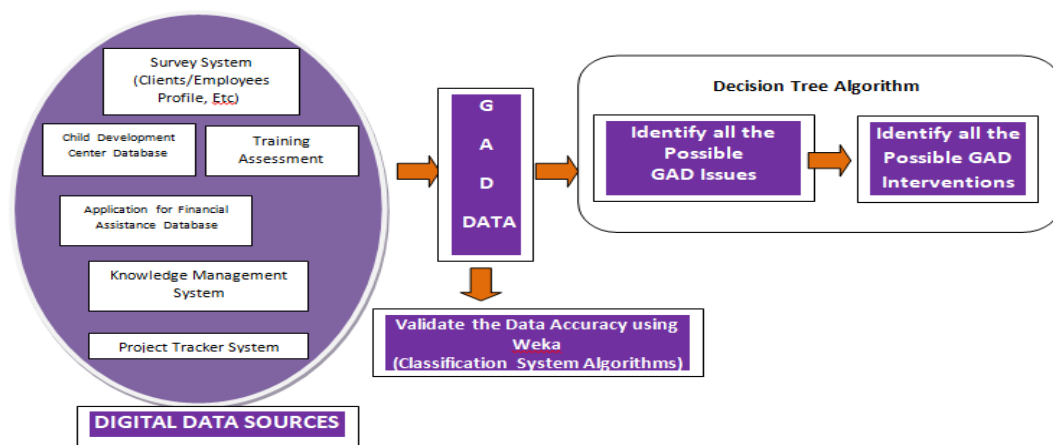 Survey System
(Clients/Employees
Profile, Etc)
Child Development
Center Database
Training
Assessment
Application for Financial
Assistance Database
Knowledge Management
System
Project Tracker System
DIGITAL DATA SOURCES
G
A
D
DATA
Validate the Data Accuracy using
Weka
(Classification System Algorithms)
Decision Tree Algorithm
Identify all the
Possible
GAD Issues
Identify all the
Possible GAD
Interventions